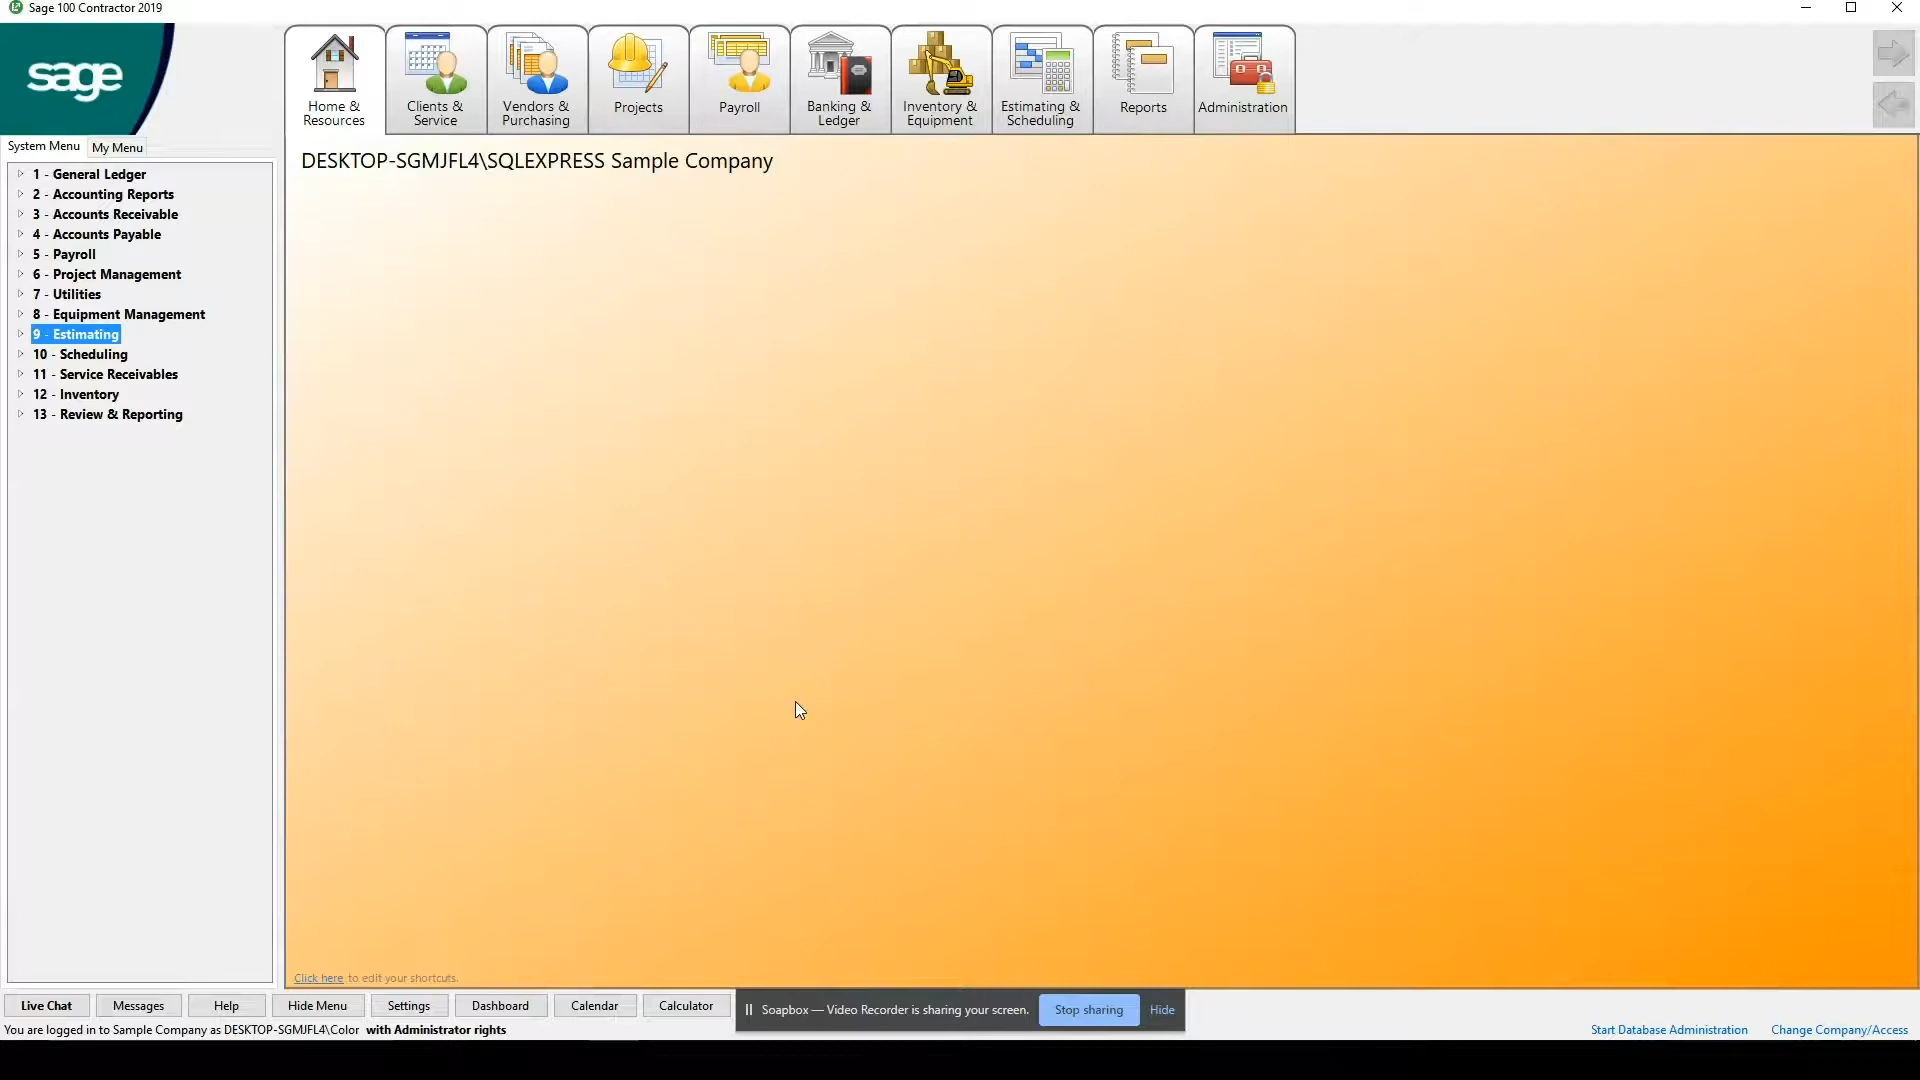 Sage 100 Contractor 2019
sage
Home & Resources
Clients & Service
Vendors & Purchasing
Projects
Payroll
Banking & Ledger
Inventory & Equipment
Estimating & Scheduling
Reports
Administration
System Menu
My Menu
DESKTOP-SGMJFL4\SQLEXPRESS Sample Company
1 - General Ledger
2 - Accounting Reports
3 - Accounts Receivable
4 - Accounts Payable
5 - Payroll
6 - Project Management
7 - Utilities
8 - Equipment Management
9 - Estimating
10 - Scheduling
11 - Service Receivables
12 - Inventory
13 - Review & Reporting
Click here to edit your shortcuts.
Live Chat
Messages
Help
Hide Menu
Settings
Dashboard
Calendar
Calculator
Soapbox — Video Recorder is sharing your screen.
Stop sharing
Hide
You are logged in to Sample Company as DESKTOP-SGMJFL4\Color with Administrator rights
Start Database Administration
Change Company/Access